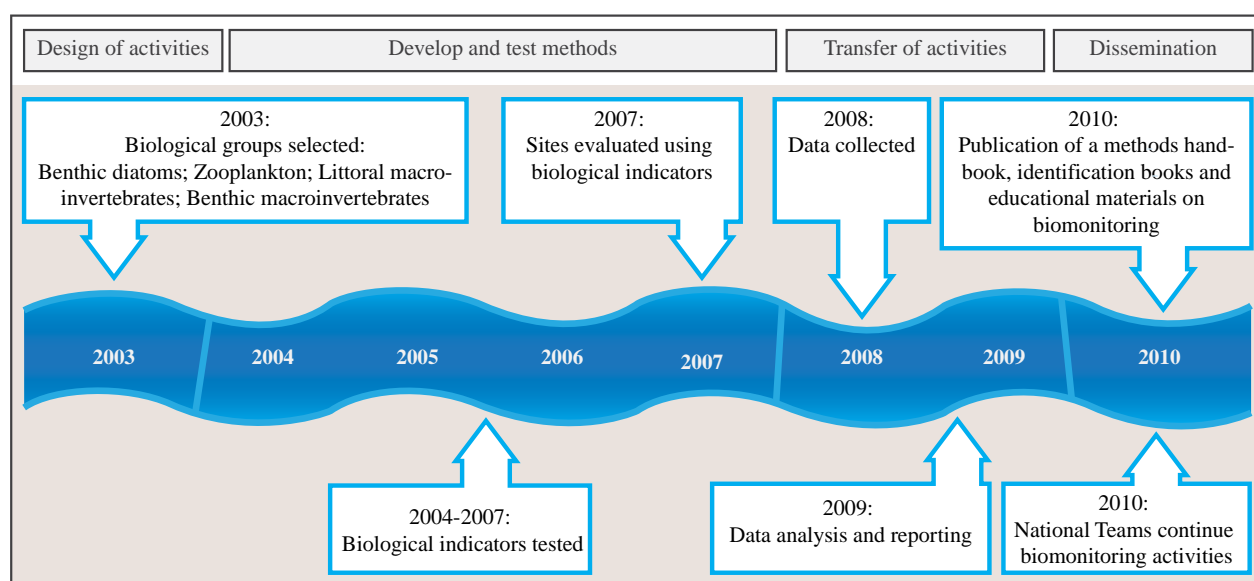 Design of activities
Develop and test methods
Transfer of activities
Dissemination
2003:
Biological groups selected:
Benthic diatoms; Zooplankton; Littoral macro-
invertebrates; Benthic macroinvertebrates
2007:
Sites evaluated using
biological indicators
2008:
Data collected
2010:
Publication of a methods hand-
book, identification books and
educational materials on
biomonitoring
2003
2004
2005
2006
2007
2008
2009
2010
2004-2007:
Biological indicators tested
2009:
Data analysis and reporting
2010:
National Teams continue
biomonitoring activities